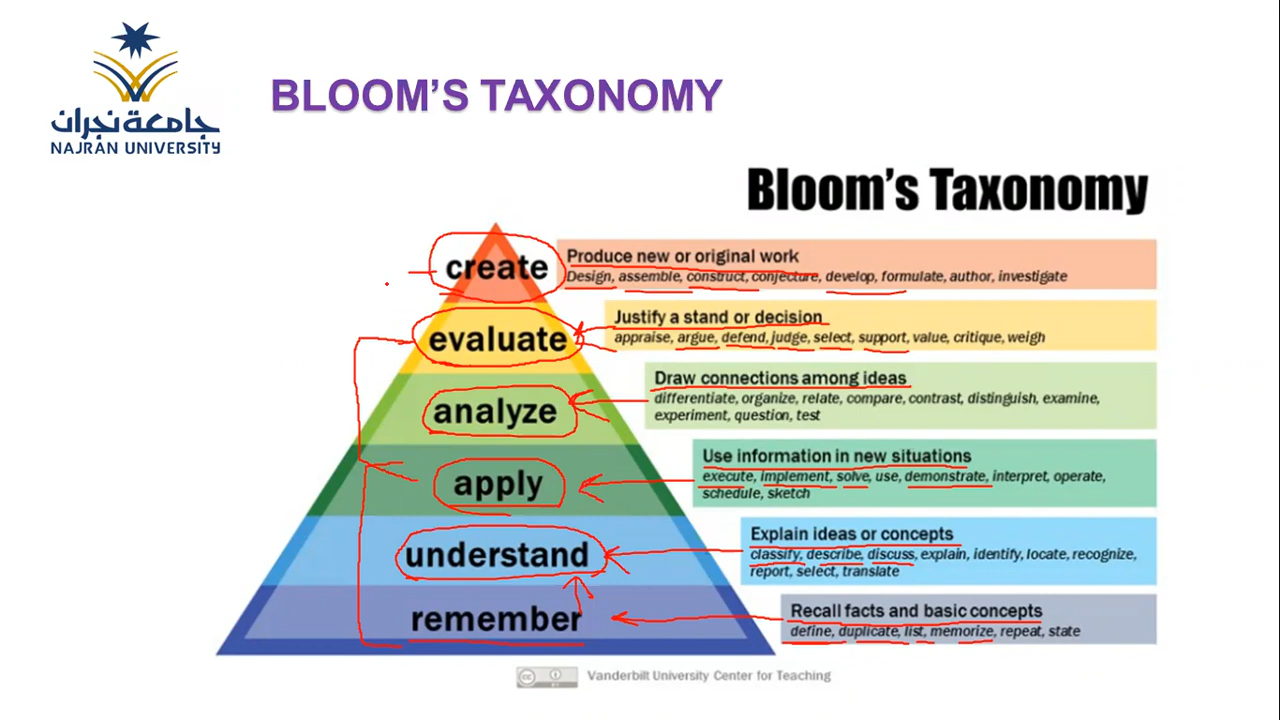 جامعة نجران
NAJRAN UNIVERSITY
BLOOM’S TAXONOMY
Bloom’s Taxonomy
create
Produce new or original work
Design, assemble, construct, conjecture, develop, formulate, author, investigate
evaluate
Justify a stand or decision
appraise, argue, defend, judge, select, support, value, critique, weigh
analyze
Draw connections among ideas
differentiate, organize, relate, compare, contrast, distinguish, examine,
experiment, question, test
apply
Use information in new situations
execute, implement, solve, use, demonstrate, interpret, operate,
schedule, sketch
understand
Explain ideas or concepts
classify, describe, discuss, explain, identify, locate, recognize,
report, select, translate
remember
Recall facts and basic concepts
define, duplicate, list, memorize, repeat, state
cc
Vanderbilt University Center for Teaching